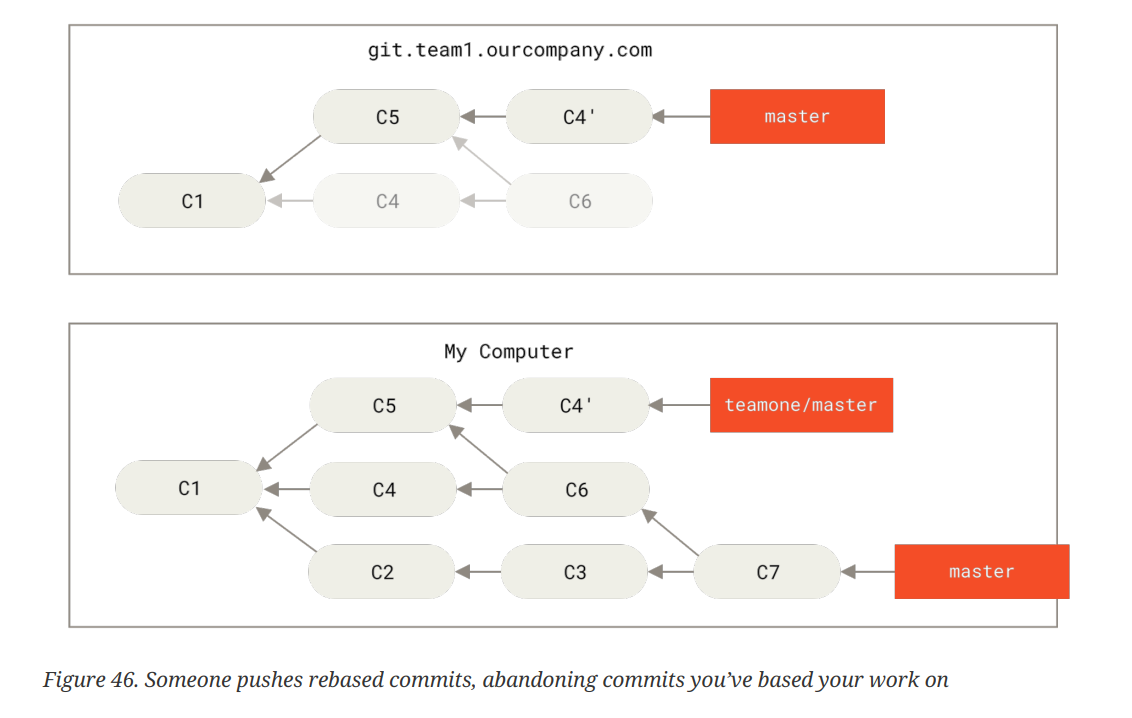 git.team1.ourcompany.com
C5 C4' master
C1 C4 C6
My Computer
C5 C4' teamone/master
C1 C4 C6
C2 C3 C7 master
Figure 46. Someone pushes rebased commits, abandoning commits you’ve based your work on